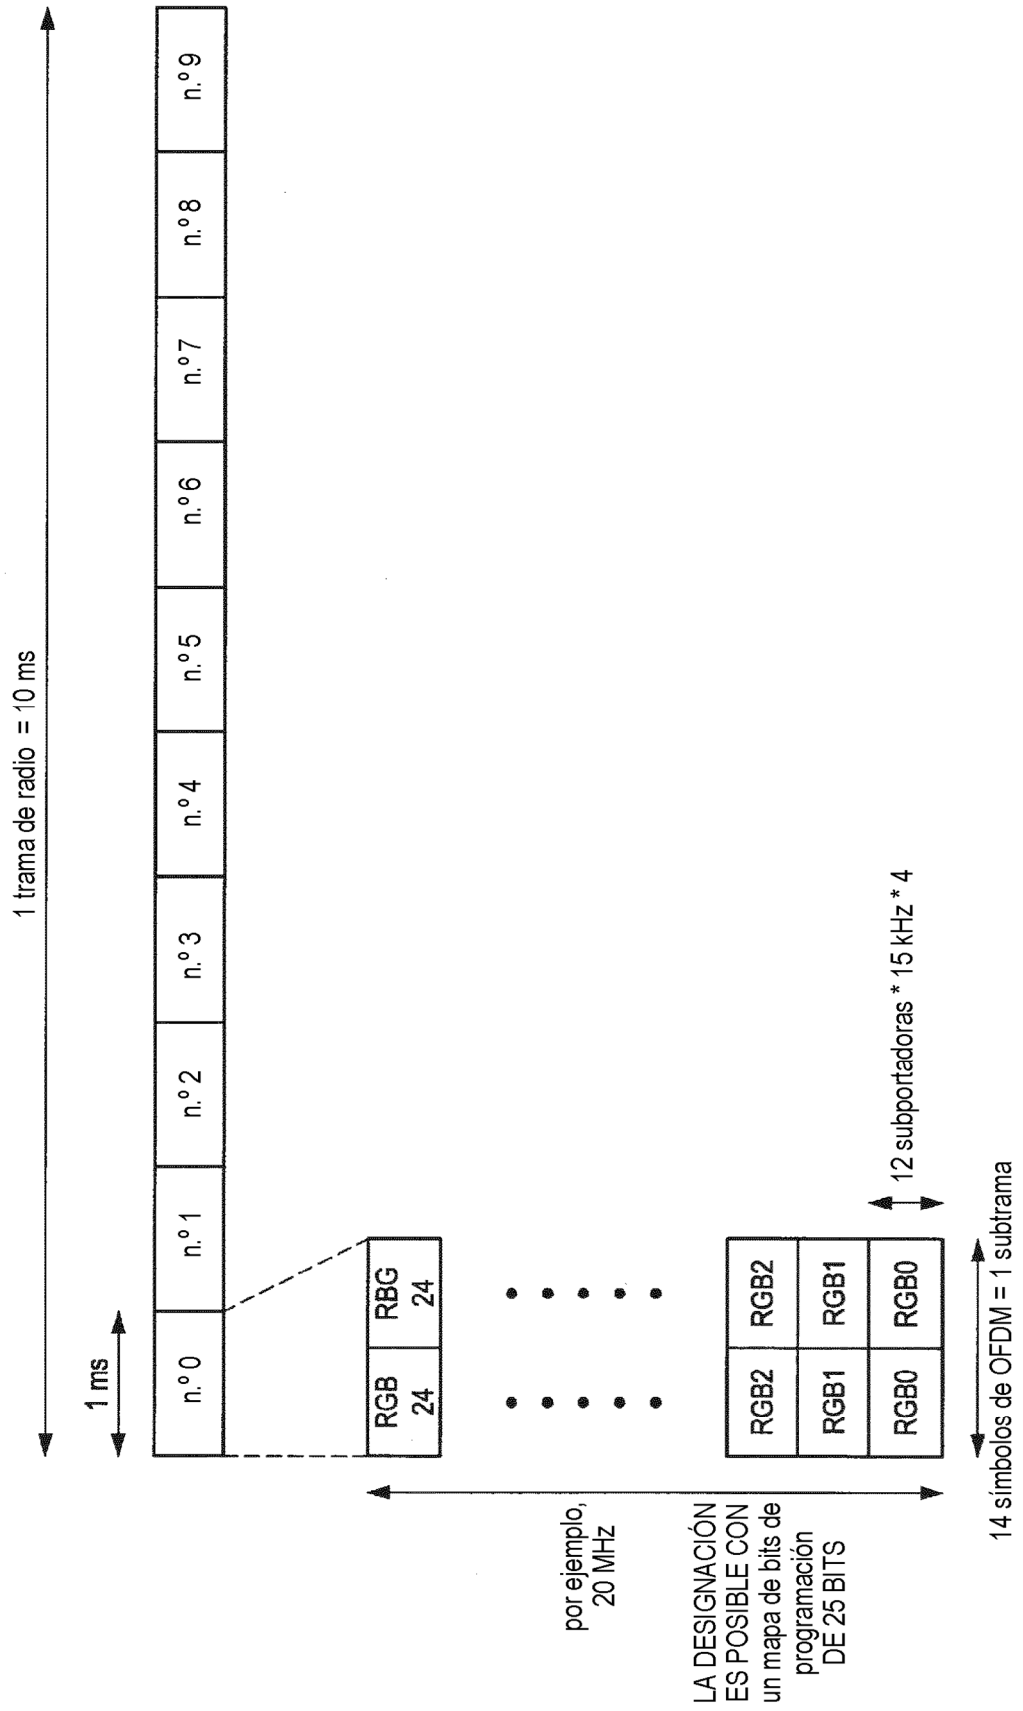 1 trama de radio = 10 ms
1 ms
n.º 0
n.º 1
n.º 2
n.º 3
n.º 4
n.º 5
n.º 6
n.º 7
n.º 8
n.º 9
por ejemplo,
20 MHz
LA DESIGNACIÓN
ES POSIBLE CON
un mapa de bits de
programación
DE 25 BITS
RGB
24
RBG
24
RGB2
RGB2
RGB1
RGB1
RGB0
RGB0
12 subportadoras * 15 kHz * 4
14 símbolos de OFDM = 1 subtrama